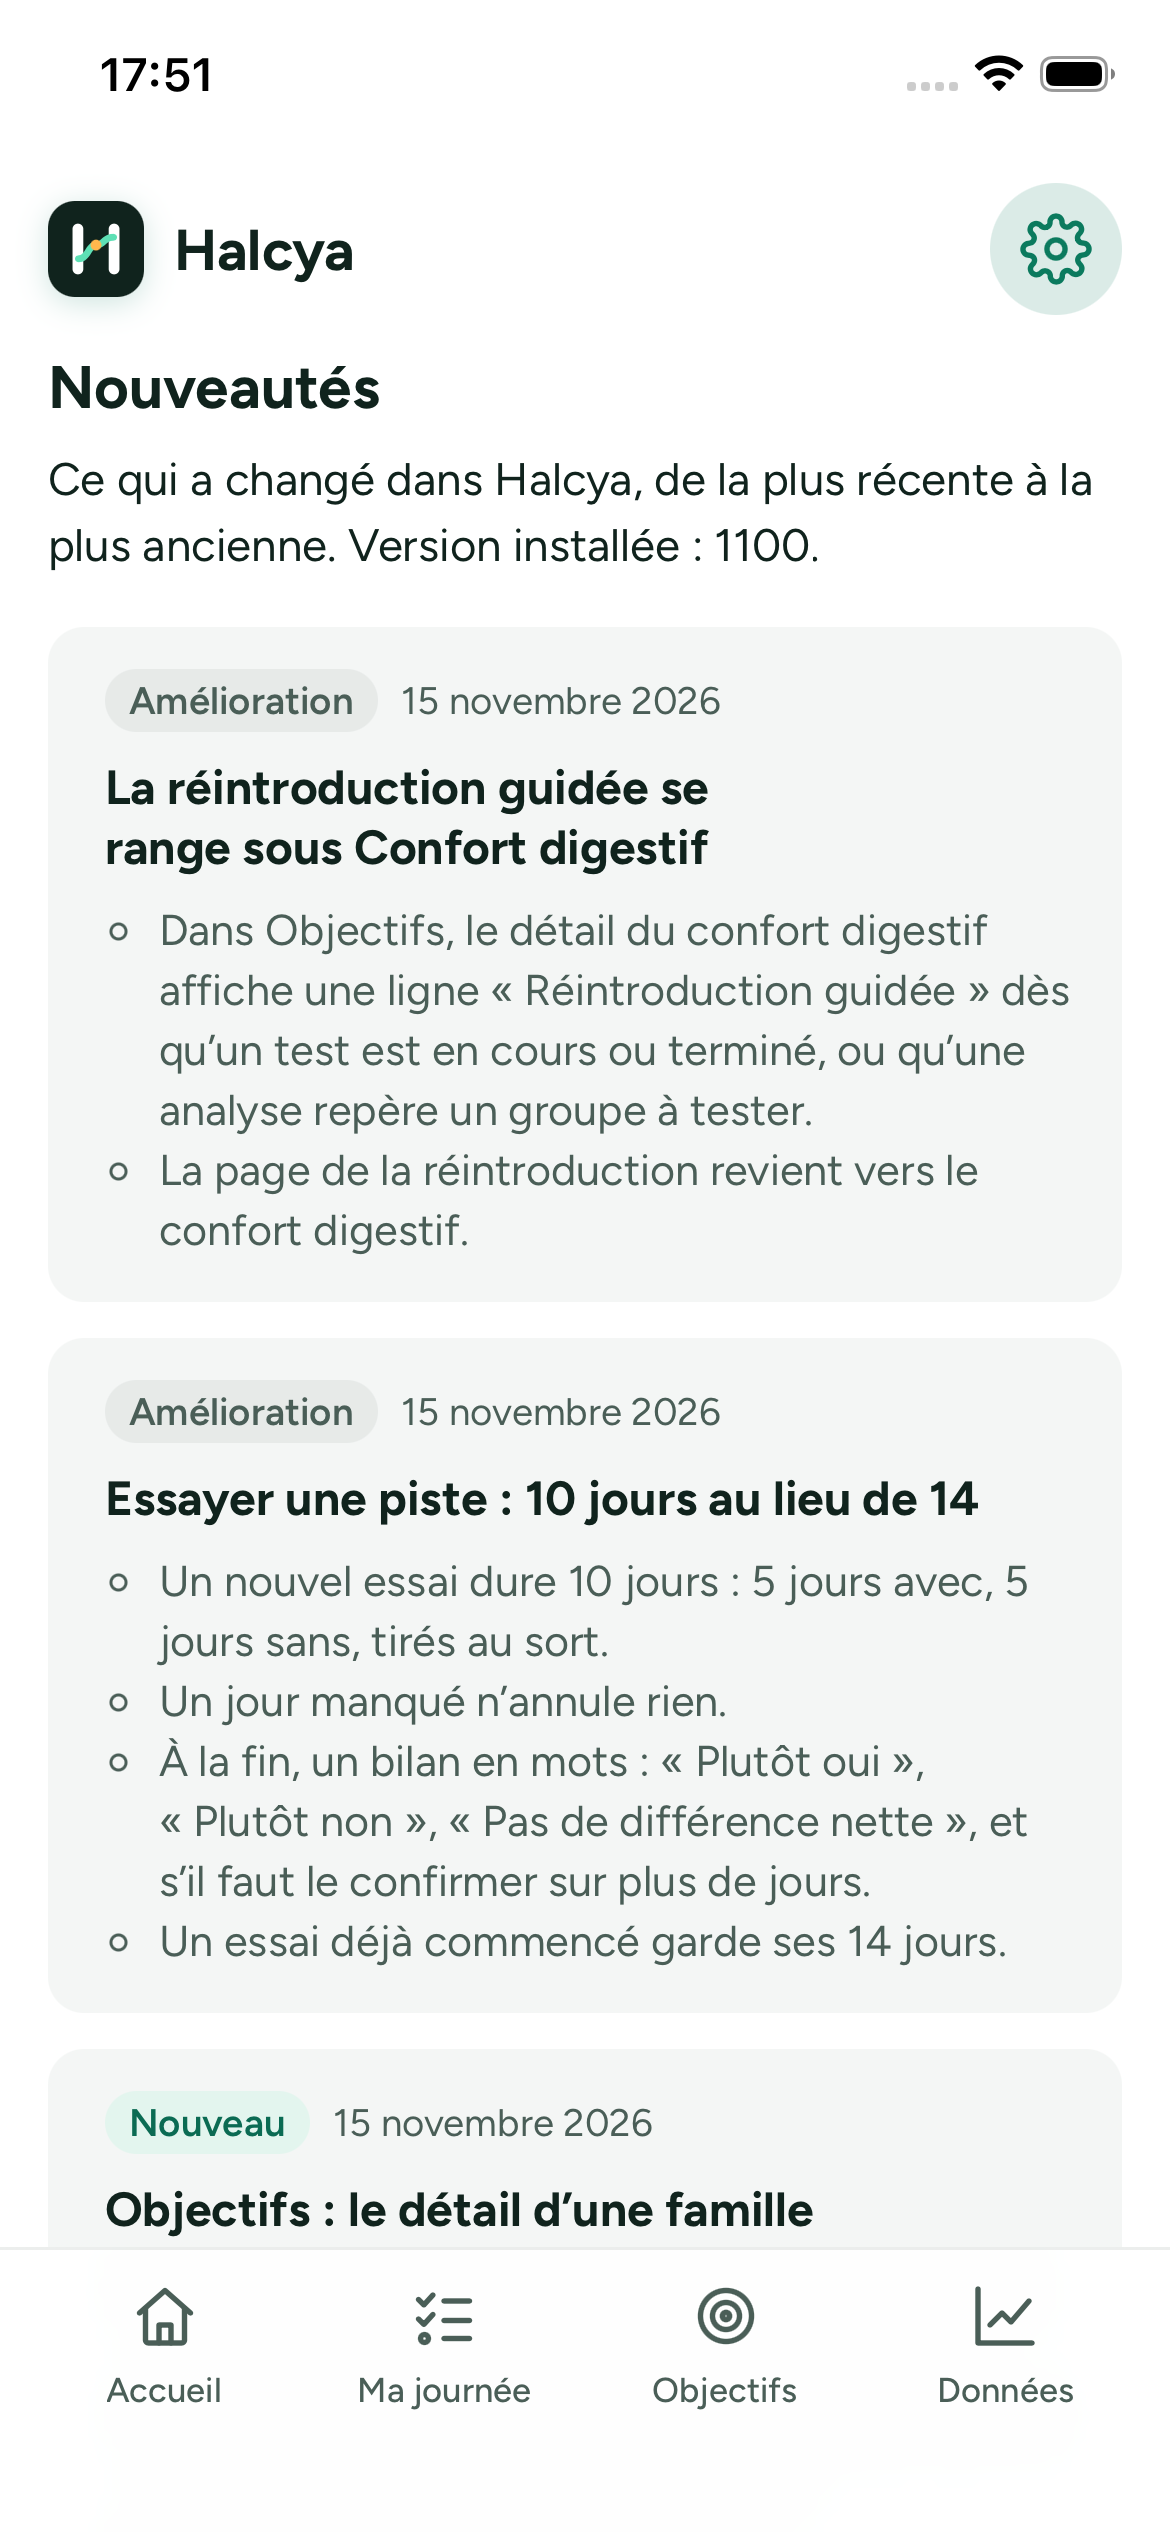 17:51
Halcya
Nouveautés
Ce qui a changé dans Halcya, de la plus récente à la
plus ancienne. Version installée : 1100.
Amélioration 15 novembre 2026
La réintroduction guidée se
range sous Confort digestif
Dans Objectifs, le détail du confort digestif
affiche une ligne « Réintroduction guidée » dès
qu’un test est en cours ou terminé, ou qu’une
analyse repère un groupe à tester.
La page de la réintroduction revient vers le
confort digestif.
Amélioration 15 novembre 2026
Essayer une piste : 10 jours au lieu de 14
Un nouvel essai dure 10 jours : 5 jours avec, 5
jours sans, tirés au sort.
Un jour manqué n’annule rien.
À la fin, un bilan en mots : « Plutôt oui »,
« Plutôt non », « Pas de différence nette », et
s’il faut le confirmer sur plus de jours.
Un essai déjà commencé garde ses 14 jours.
Nouveau 15 novembre 2026
Objectifs : le détail d’une famille
Accueil Ma journée Objectifs Données